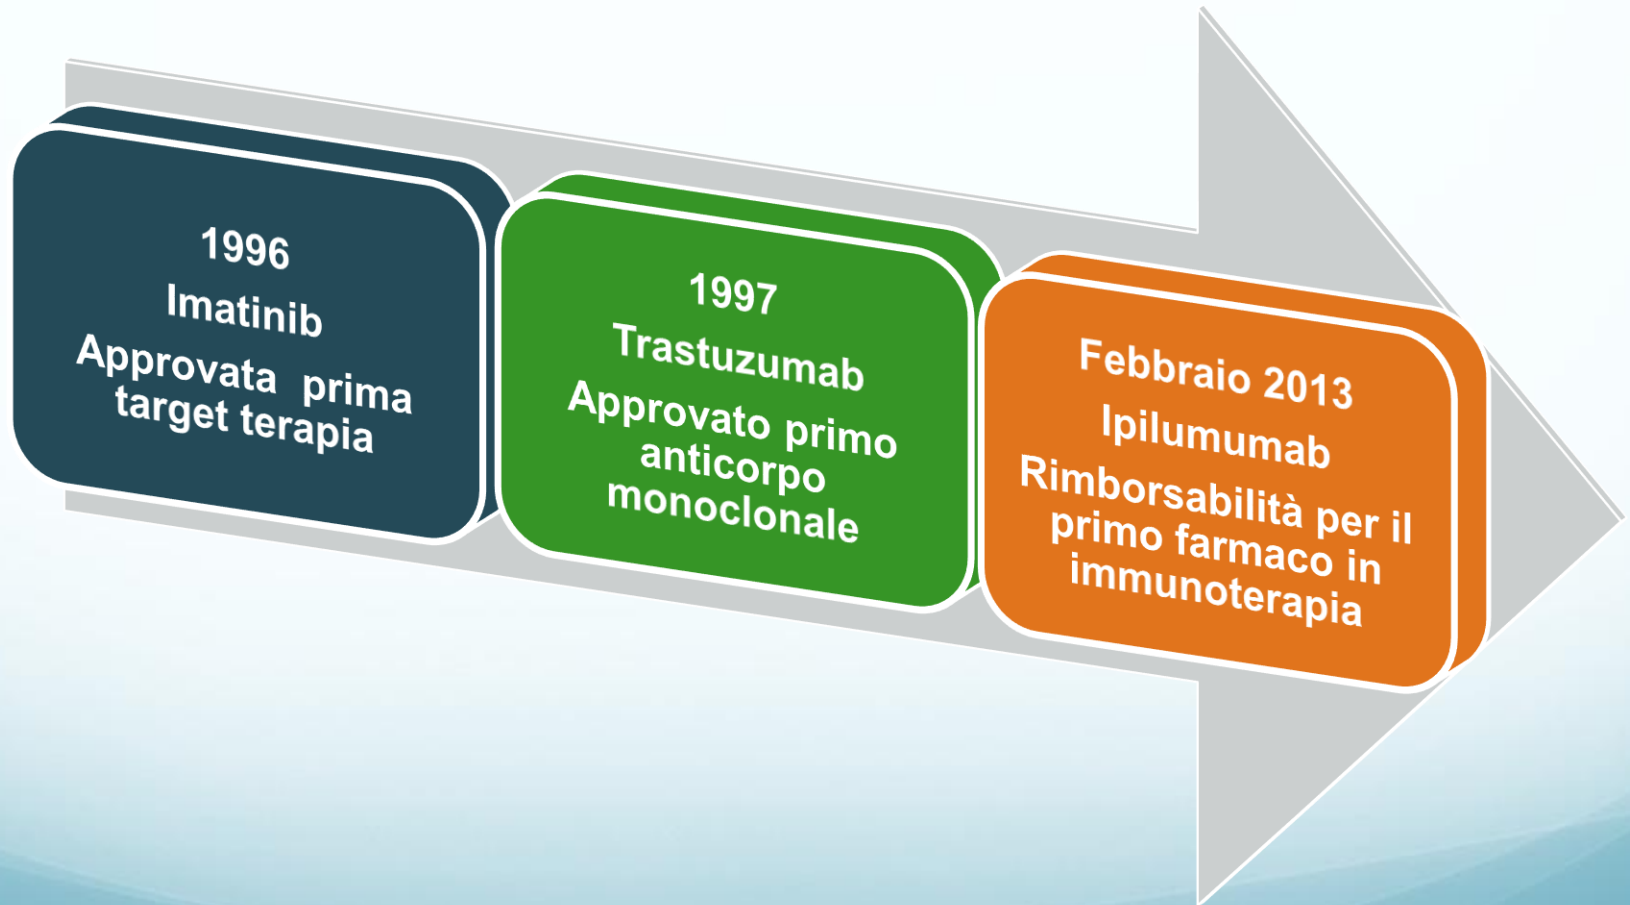 1996
Imatinib
Approvata prima
target terapia
1997
Trastuzumab
Approvato primo
anticorpo
monoclonale
Febbraio 2013
Ipilumumab
Rimborsabilità per il
primo farmaco in
immunoterapia